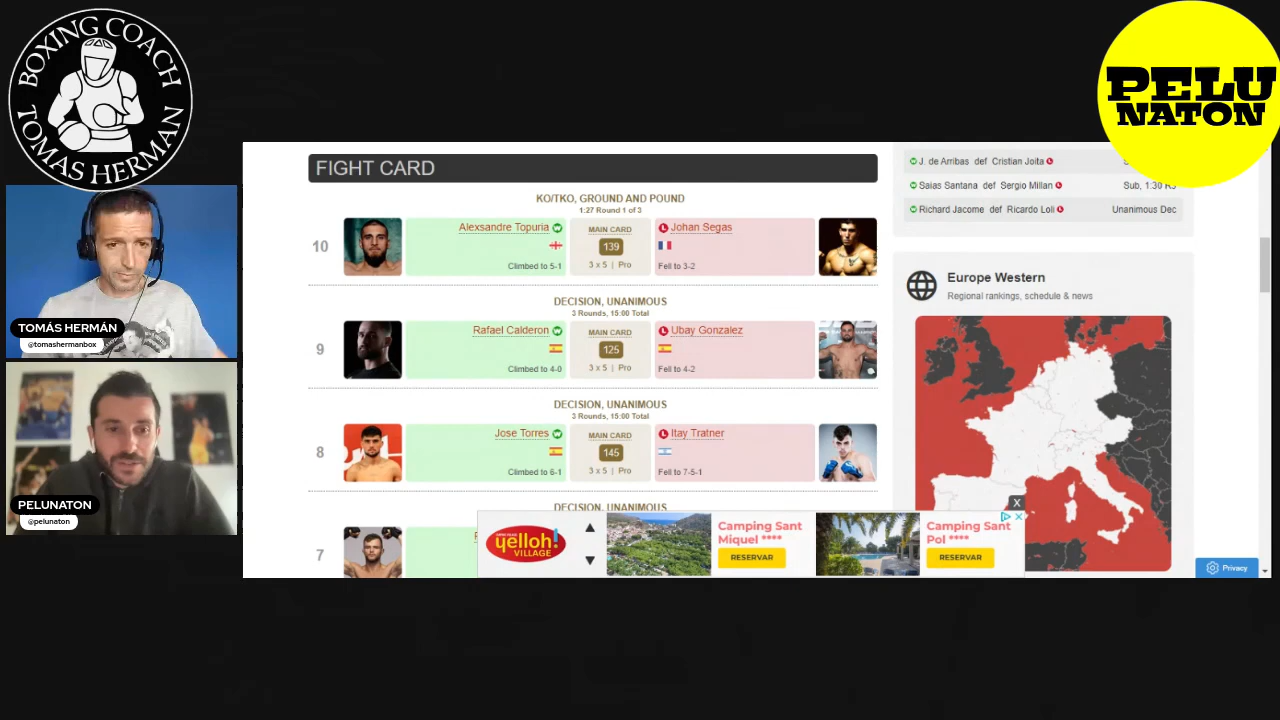 BOXING COACH
TOMAS HERMAN
PELU
NATON
TOMÁS HERMÁN
@tomashermanbox
PELUNATON
@pelunaton
FIGHT CARD
KO/TKO, GROUND AND POUND
1:27 Round 1 of 3
10
Alexsandre Topuria W
Climbed to 5-1
MAIN CARD
139
3 x 5 | Pro
L Johan Segas
Fell to 3-2
DECISION, UNANIMOUS
3 Rounds, 15:00 Total
9
Rafael Calderon W
Climbed to 4-0
MAIN CARD
125
3 x 5 | Pro
L Ubay Gonzalez
Fell to 4-2
DECISION, UNANIMOUS
3 Rounds, 15:00 Total
8
Jose Torres W
Climbed to 6-1
MAIN CARD
145
3 x 5 | Pro
L Itay Tratner
Fell to 7-5-1
DECISION, UNANIMOUS
7
W J. de Arribas def Cristian Joita L
W Saias Santana def Sergio Millan L Sub, 1:30 R3
W Richard Jacome def Ricardo Loli L Unanimous Dec
Europe Western
Regional rankings, schedule & news
X
yelloh!
VILLAGE
Camping Sant
Miquel ****
RESERVAR
Camping Sant
Pol ****
RESERVAR
Privacy